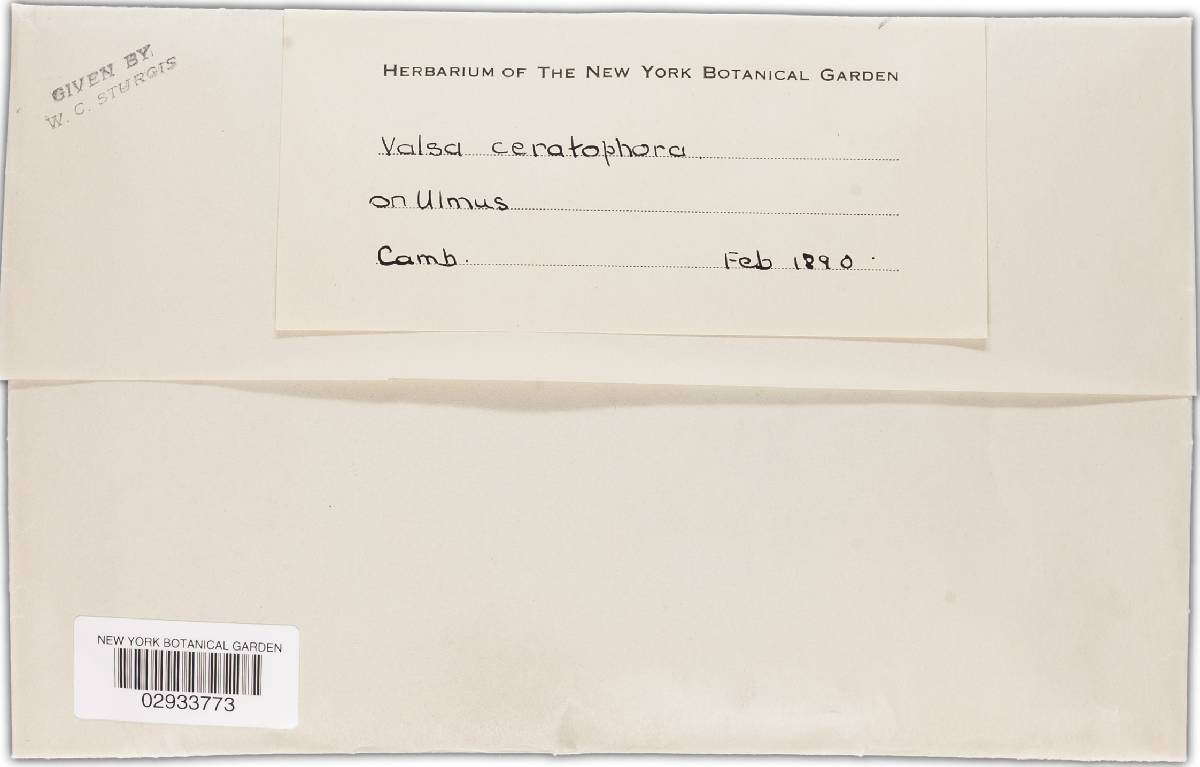 GIVEN BY
W. C. STURGIS
HERBARIUM OF THE NEW YORK BOTANICAL GARDEN
Valsa ceratophora
on Ulmus
Camb. Feb 1890
NEW YORK BOTANICAL GARDEN
02933773